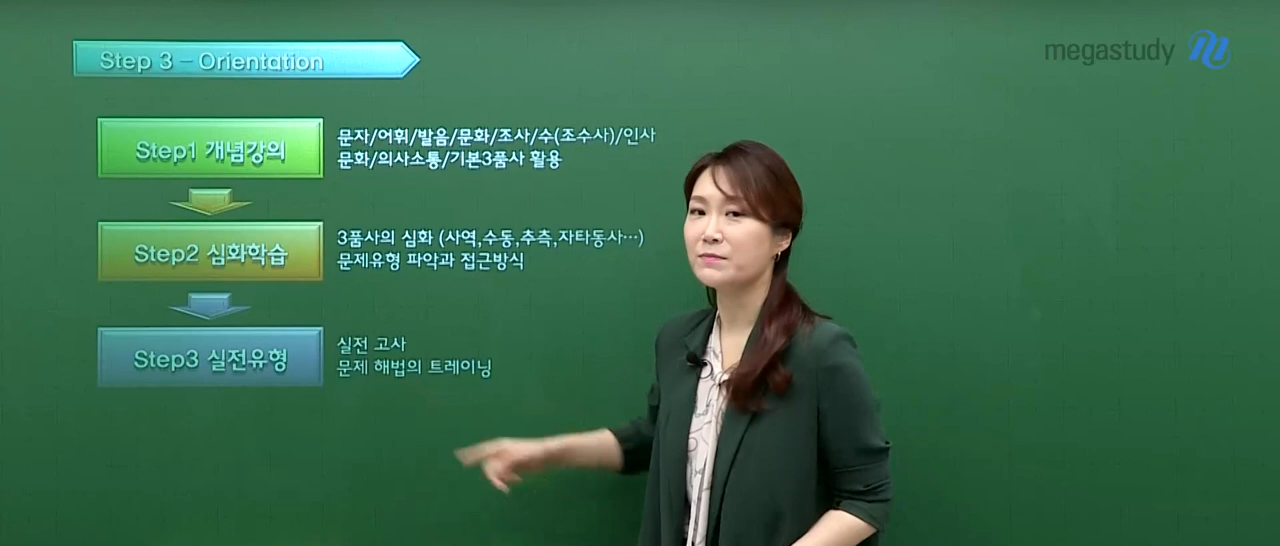 Step 3 – Orientation
megastudy
Step1 개념강의
문자/어휘/발음/문화/조사/수(조수사)/인사
문화/의사소통/기본3품사 활용
Step2 심화학습
3품사의 심화 (사역,수동,추측,자타동사…)
문제유형 파악과 접근방식
Step3 실전유형
실전 고사
문제 해법의 트레이닝